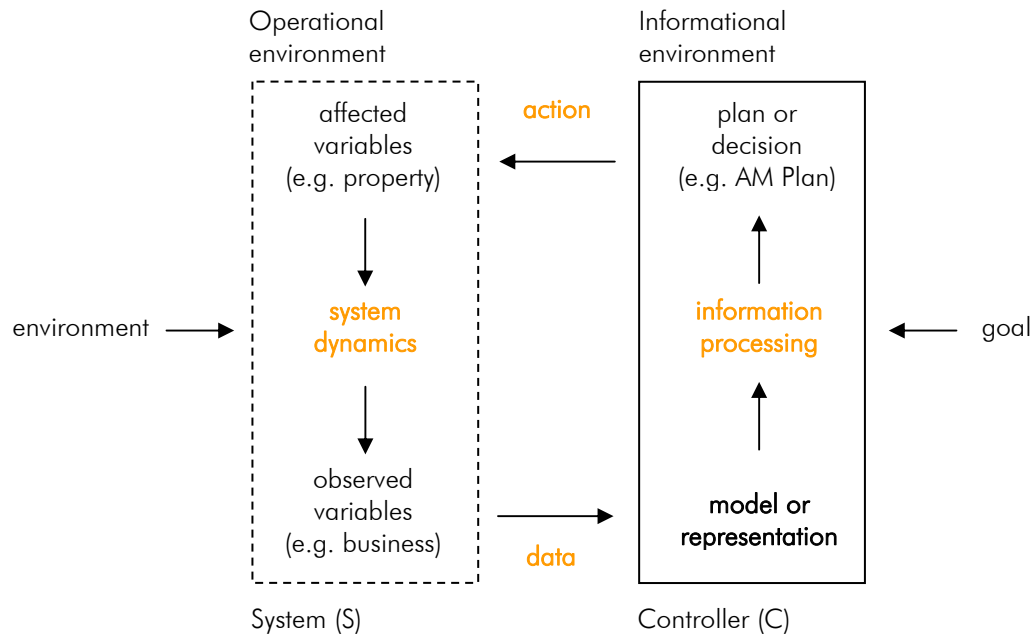 Operational
environment
Informational
environment
affected
variables
(e.g. property)
action
plan or
decision
(e.g. AM Plan)
environment
system
dynamics
information
processing
goal
observed
variables
(e.g. business)
data
model or
representation
System (S)
Controller (C)